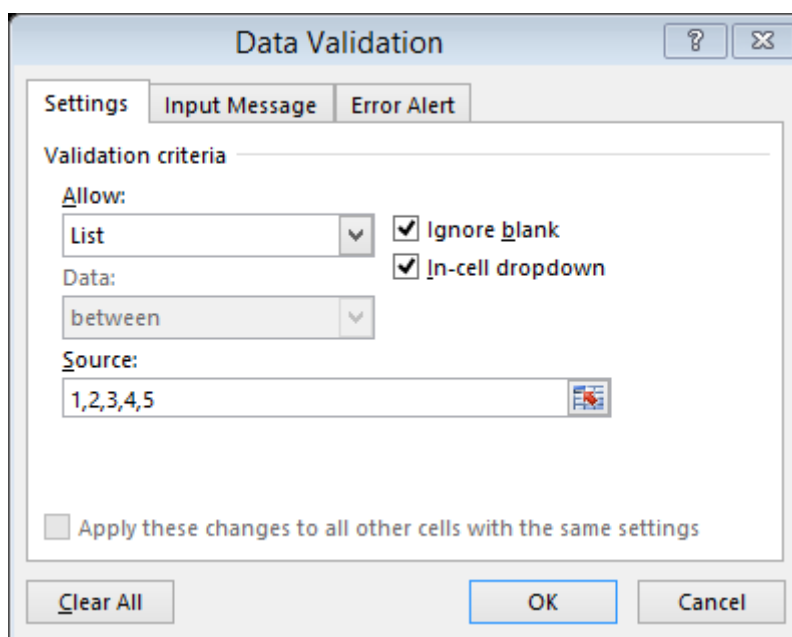 Data Validation
?
Settings Input Message Error Alert
Validation criteria
Allow:
List
Ignore blank
In-cell dropdown
Data:
between
Source:
1,2,3,4,5
Apply these changes to all other cells with the same settings
Clear All OK Cancel